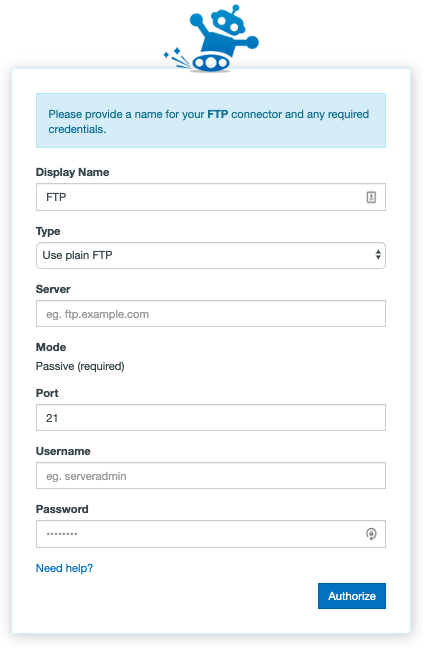 Please provide a name for your FTP connector and any required
credentials.
Display Name
FTP
Type
Use plain FTP
Server
eg. ftp.example.com
Mode
Passive (required)
Port
21
Username
eg. serveradmin
Password
••••••••
Need help?
Authorize